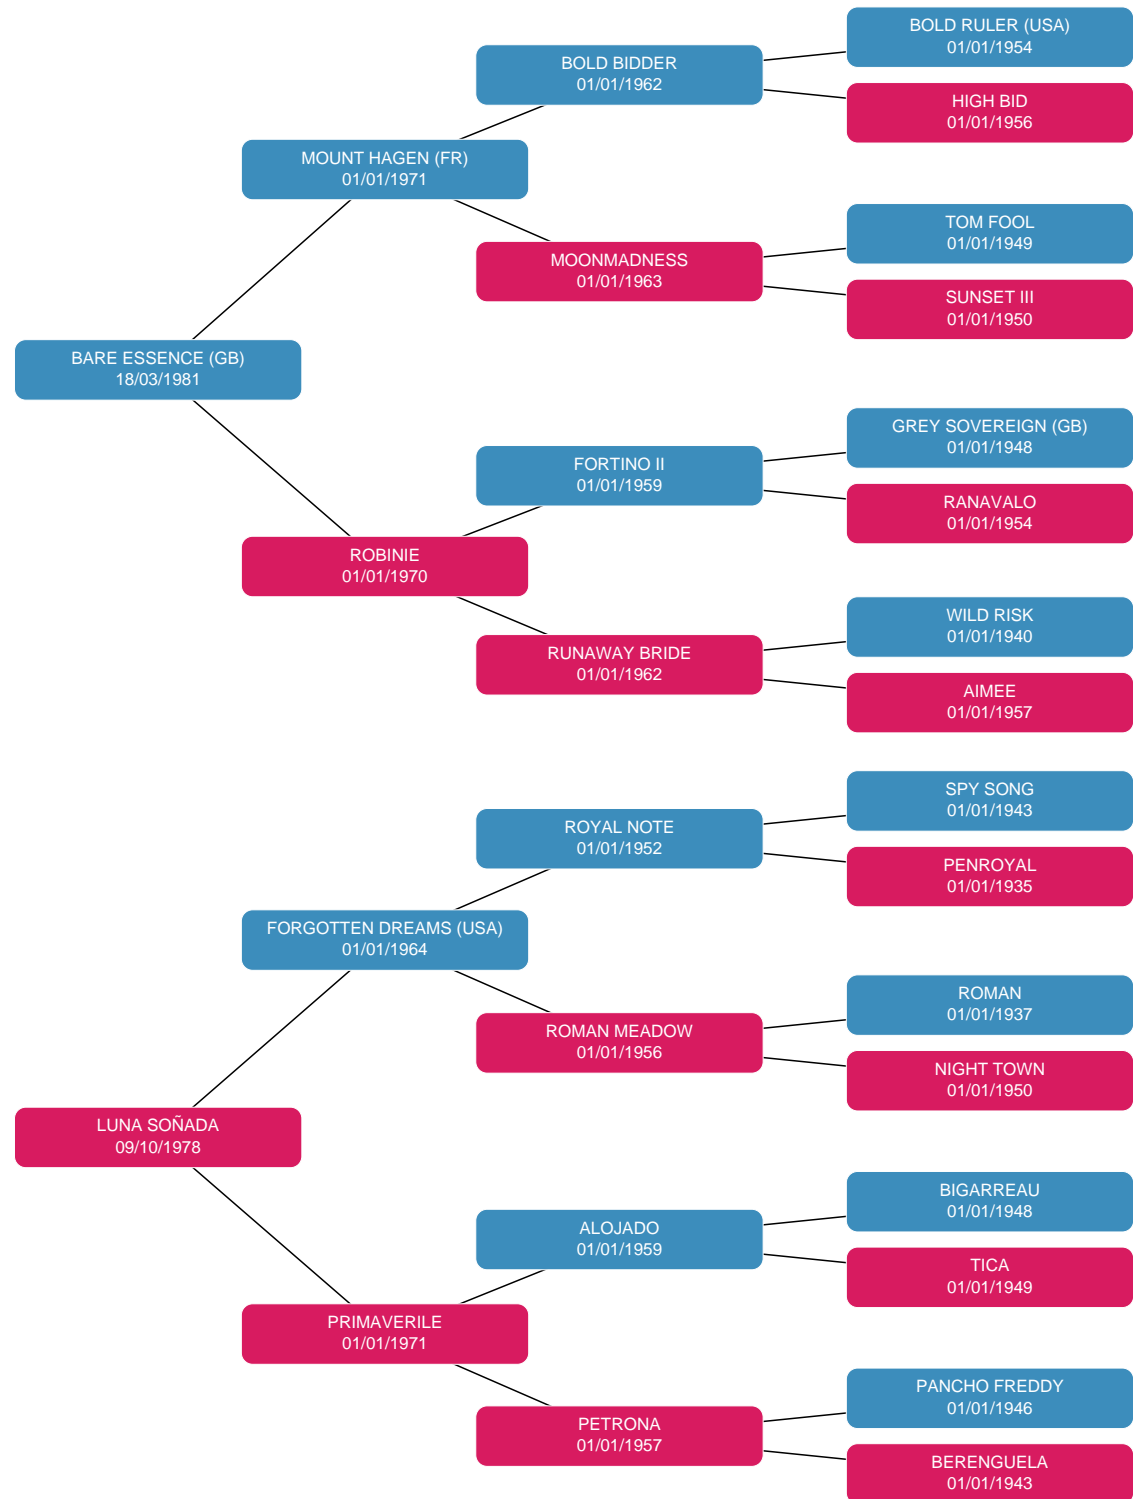 BOLD RULER (USA)
01/01/1954
BOLD BIDDER
01/01/1962
HIGH BID
01/01/1956
MOUNT HAGEN (FR)
01/01/1971
TOM FOOL
01/01/1949
MOONMADNESS
01/01/1963
SUNSET III
01/01/1950
BARE ESSENCE (GB)
18/03/1981
GREY SOVEREIGN (GB)
01/01/1948
FORTINO II
01/01/1959
RANAVALO
01/01/1954
ROBINIE
01/01/1970
WILD RISK
01/01/1940
RUNAWAY BRIDE
01/01/1962
AIMEE
01/01/1957
SPY SONG
01/01/1943
ROYAL NOTE
01/01/1952
PENROYAL
01/01/1935
FORGOTTEN DREAMS (USA)
01/01/1964
ROMAN
01/01/1937
ROMAN MEADOW
01/01/1956
NIGHT TOWN
01/01/1950
LUNA SOÑADA
09/10/1978
BIGARREAU
01/01/1948
ALOJADO
01/01/1959
TICA
01/01/1949
PRIMAVERILE
01/01/1971
PANCHO FREDDY
01/01/1946
PETRONA
01/01/1957
BERENGUELA
01/01/1943